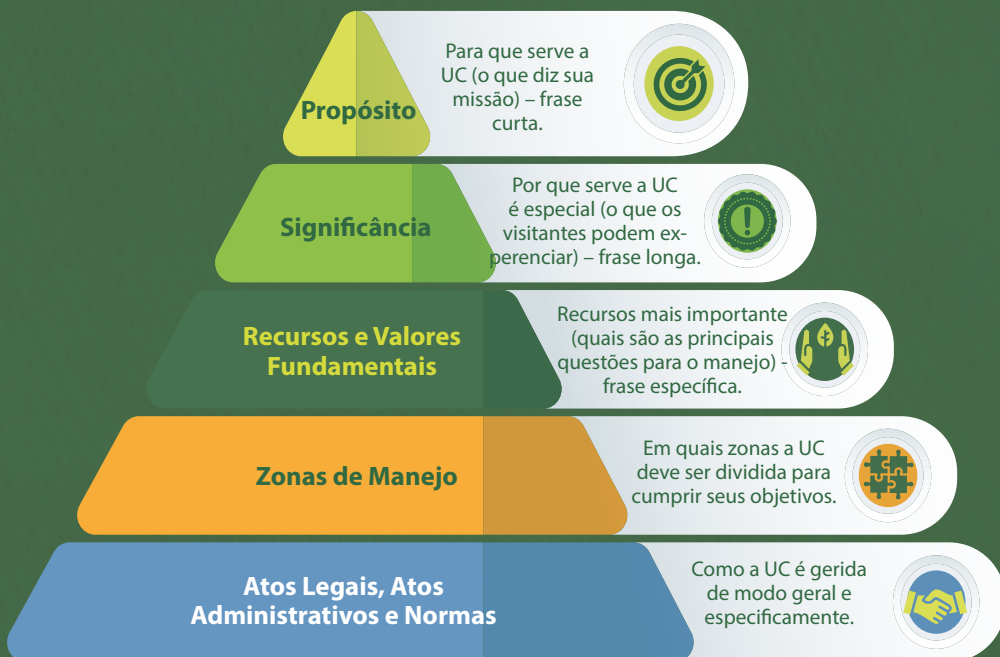 Propósito
Para que serve a
UC (o que diz sua
missão) – frase
curta.
Significância
Por que serve a UC
é especial (o que os
visitantes podem ex-
perenciar) – frase longa.
Recursos e Valores
Fundamentais
Recursos mais importante
(quais são as principais
questões para o manejo) -
frase específica.
Zonas de Manejo
Em quais zonas a UC
deve ser dividida para
cumprir seus objetivos.
Atos Legais, Atos
Administrativos e Normas
Como a UC é gerida
de modo geral e
especificamente.